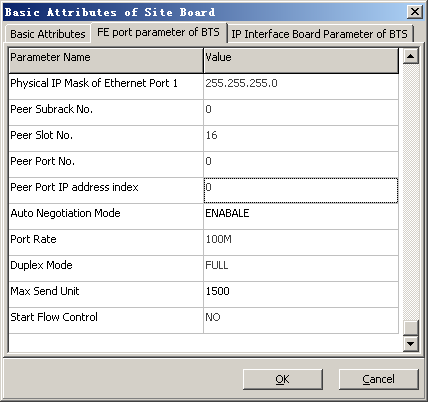 Basic Attributes of Site Board
Basic Attributes FE port parameter of BTS IP Interface Board Parameter of BTS
Parameter Name Value
Physical IP Mask of Ethernet Port 1 255.255.255.0
Peer Subrack No. 0
Peer Slot No. 16
Peer Port No. 0
Peer Port IP address index 0
Auto Negotiation Mode ENABALE
Port Rate 100M
Duplex Mode FULL
Max Send Unit 1500
Start Flow Control NO
OK Cancel